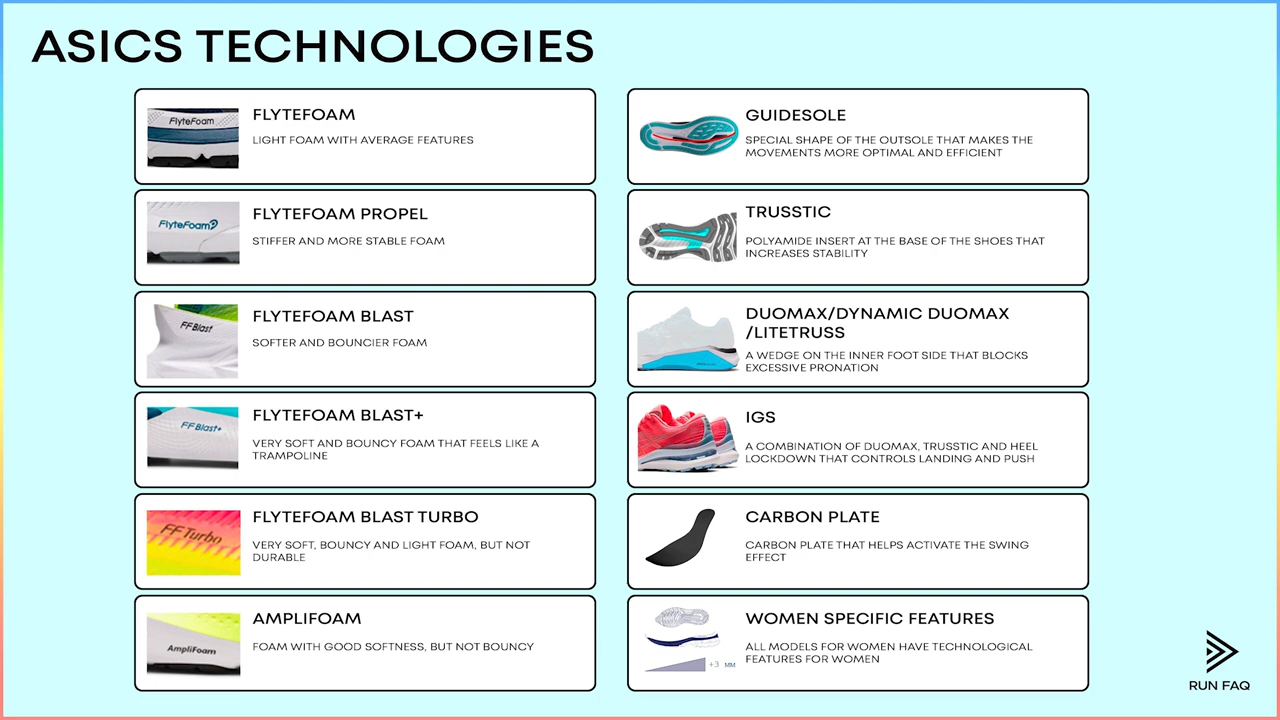 ASICS TECHNOLOGIES
FlyteFoam
FLYTEFOAM
LIGHT FOAM WITH AVERAGE FEATURES
FlyteFoam
FLYTEFOAM PROPEL
STIFFER AND MORE STABLE FOAM
FF Blast
FLYTEFOAM BLAST
SOFTER AND BOUNCIER FOAM
FF Blast+
FLYTEFOAM BLAST+
VERY SOFT AND BOUNCY FOAM THAT FEELS LIKE A
TRAMPOLINE
FF Turbo
FLYTEFOAM BLAST TURBO
VERY SOFT, BOUNCY AND LIGHT FOAM, BUT NOT
DURABLE
AmpliFoam
AMPLIFOAM
FOAM WITH GOOD SOFTNESS, BUT NOT BOUNCY
GUIDESOLE
SPECIAL SHAPE OF THE OUTSOLE THAT MAKES THE
MOVEMENTS MORE OPTIMAL AND EFFICIENT
TRUSSTIC
POLYAMIDE INSERT AT THE BASE OF THE SHOES THAT
INCREASES STABILITY
DUOMAX/DYNAMIC DUOMAX
/LITETRUSS
A WEDGE ON THE INNER FOOT SIDE THAT BLOCKS
EXCESSIVE PRONATION
IGS
A COMBINATION OF DUOMAX, TRUSSTIC AND HEEL
LOCKDOWN THAT CONTROLS LANDING AND PUSH
CARBON PLATE
CARBON PLATE THAT HELPS ACTIVATE THE SWING
EFFECT
+3 MM
WOMEN SPECIFIC FEATURES
ALL MODELS FOR WOMEN HAVE TECHNOLOGICAL
FEATURES FOR WOMEN
RUN FAQ